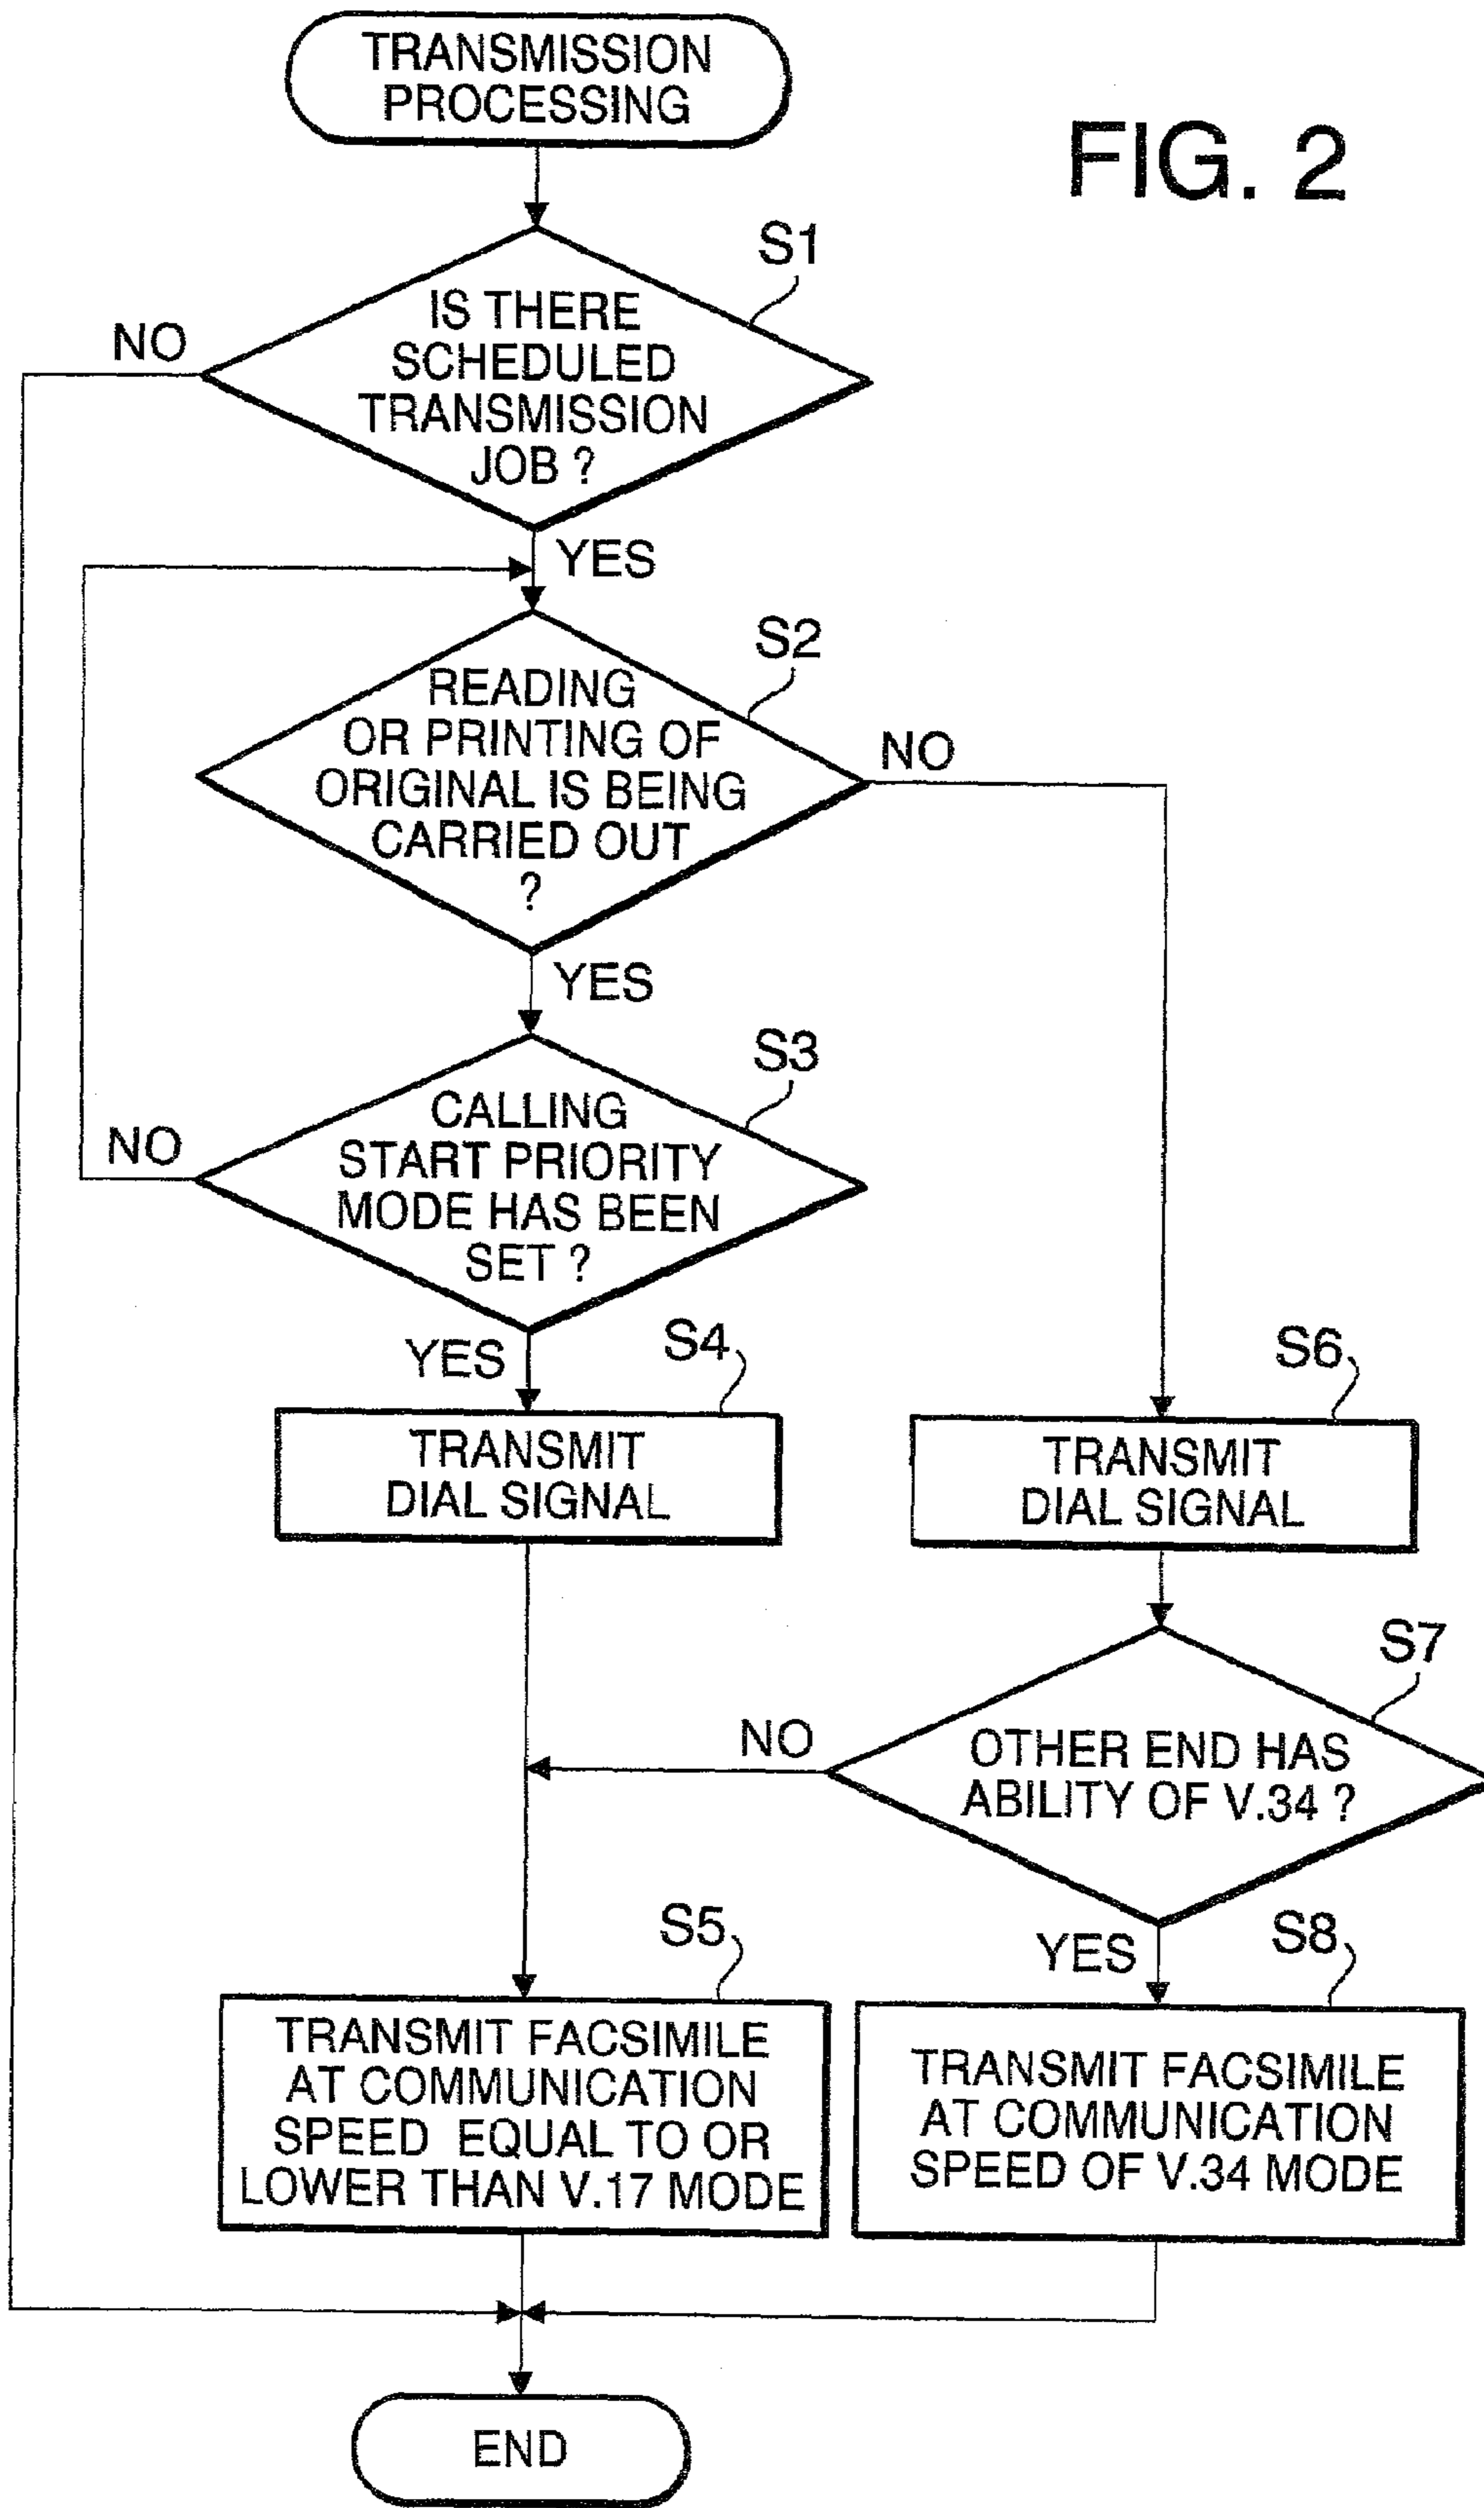 TRANSMISSION
PROCESSING
FIG. 2
S1
IS THERE
SCHEDULED
TRANSMISSION
JOB ?
NO
YES
S2
READING
OR PRINTING OF
ORIGINAL IS BEING
CARRIED OUT
?
NO
YES
S3
CALLING
START PRIORITY
MODE HAS BEEN
SET ?
NO
YES
S4
TRANSMIT
DIAL SIGNAL
S6
TRANSMIT
DIAL SIGNAL
S7
OTHER END HAS
ABILITY OF V.34 ?
NO
YES
S5
TRANSMIT FACSIMILE
AT COMMUNICATION
SPEED EQUAL TO OR
LOWER THAN V.17 MODE
S8
TRANSMIT FACSIMILE
AT COMMUNICATION
SPEED OF V.34 MODE
END